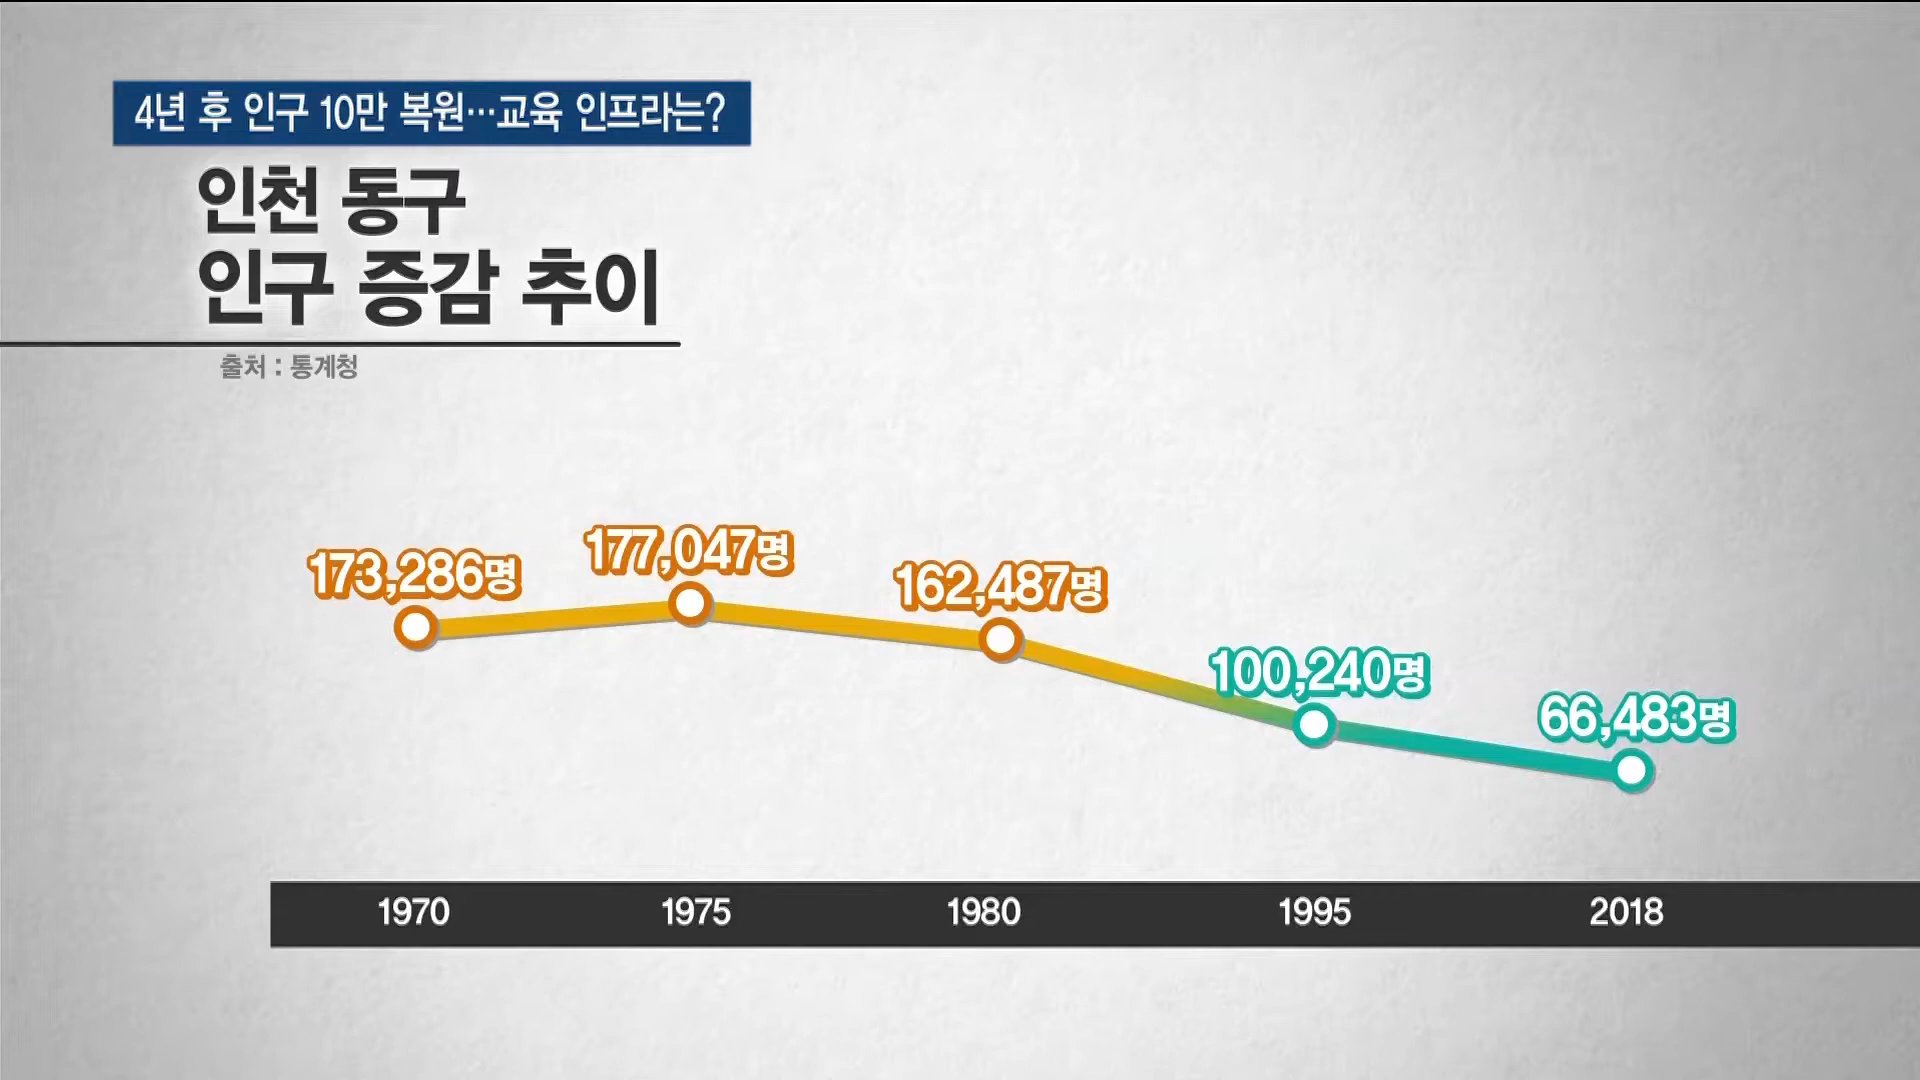 4년 후 인구 10만 복원…교육 인프라는?
인천 동구
인구 증감 추이
출처 : 통계청
173,286명
177,047명
162,487명
100,240명
66,483명
1970
1975
1980
1995
2018